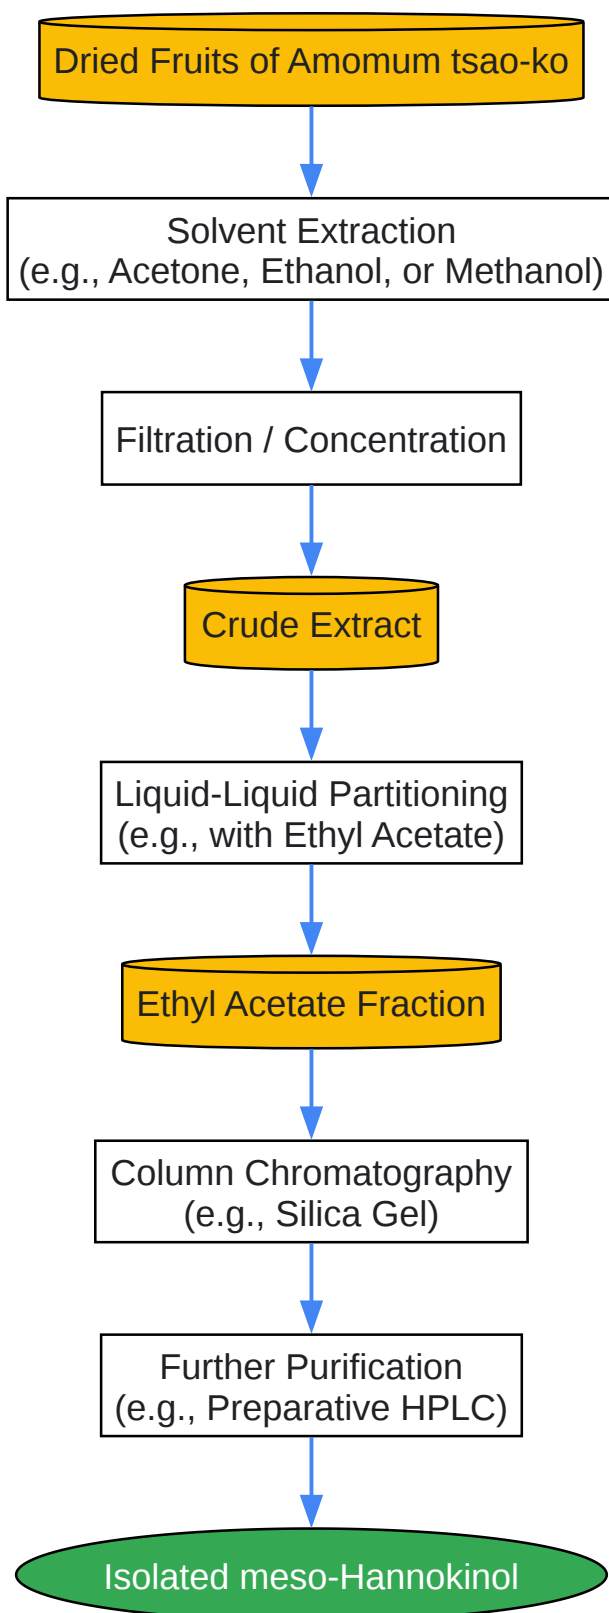 Dried Fruits of Amomum tsao-ko
Solvent Extraction
(e.g., Acetone, Ethanol, or Methanol)
Filtration / Concentration
Crude Extract
Liquid-Liquid Partitioning
(e.g., with Ethyl Acetate)
Ethyl Acetate Fraction
Column Chromatography
(e.g., Silica Gel)
Further Purification
(e.g., Preparative HPLC)
Isolated meso-Hannokinol